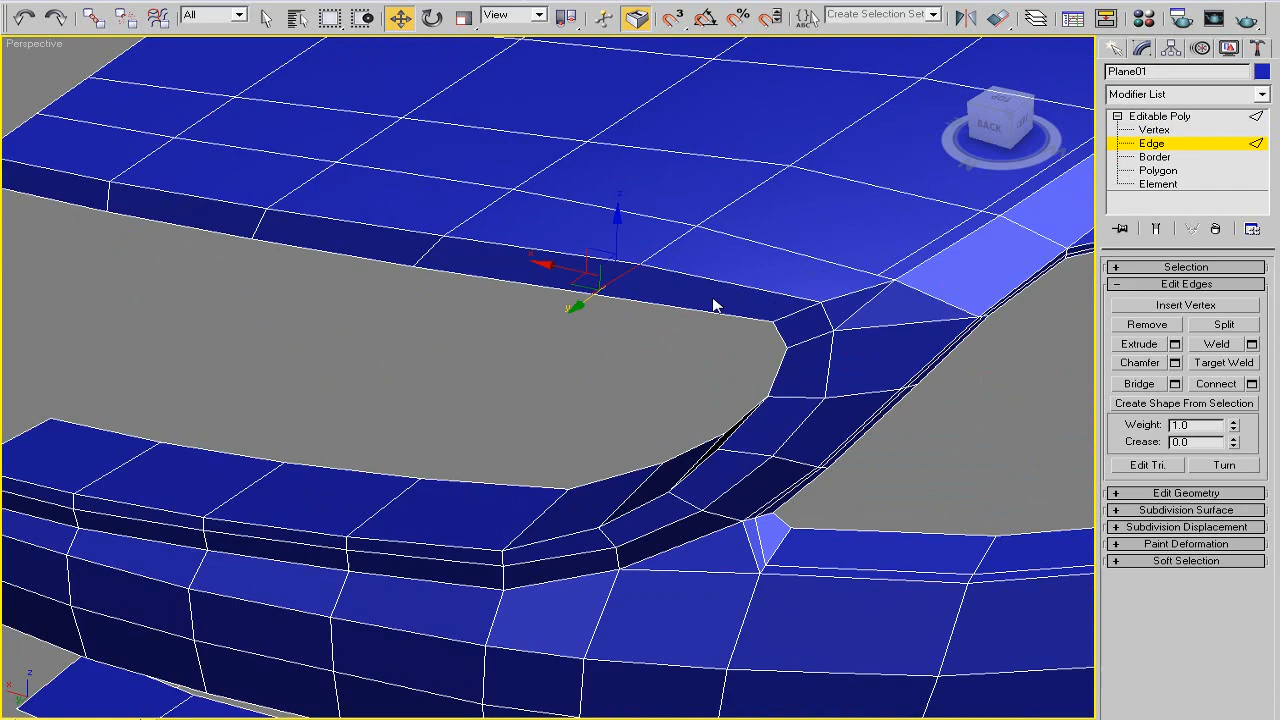 All
View
Create Selection Set
Perspective
BACK
TOP
z
x
y
z
x
y
Plane01
Modifier List
Editable Poly
Vertex
Edge
Border
Polygon
Element
+ Selection
- Edit Edges
Insert Vertex
Remove Split
Extrude Weld
Chamfer Target Weld
Bridge Connect
Create Shape From Selection
Weight: 1.0
Crease: 0.0
Edit Tri. Turn
+ Edit Geometry
+ Subdivision Surface
+ Subdivision Displacement
+ Paint Deformation
+ Soft Selection